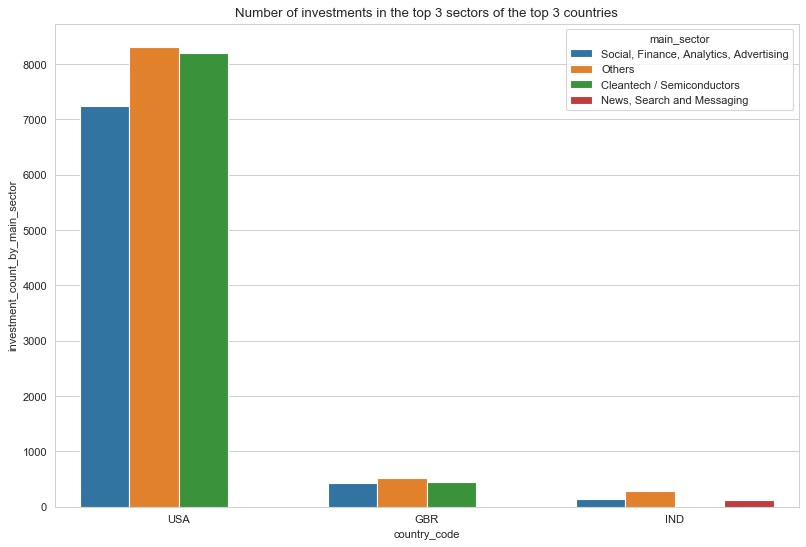 Number of investments in the top 3 sectors of the top 3 countries
main_sector
Social, Finance, Analytics, Advertising
Others
Cleantech / Semiconductors
News, Search and Messaging
investment_count_by_main_sector
8000
7000
6000
5000
4000
3000
2000
1000
0
USA GBR IND
country_code